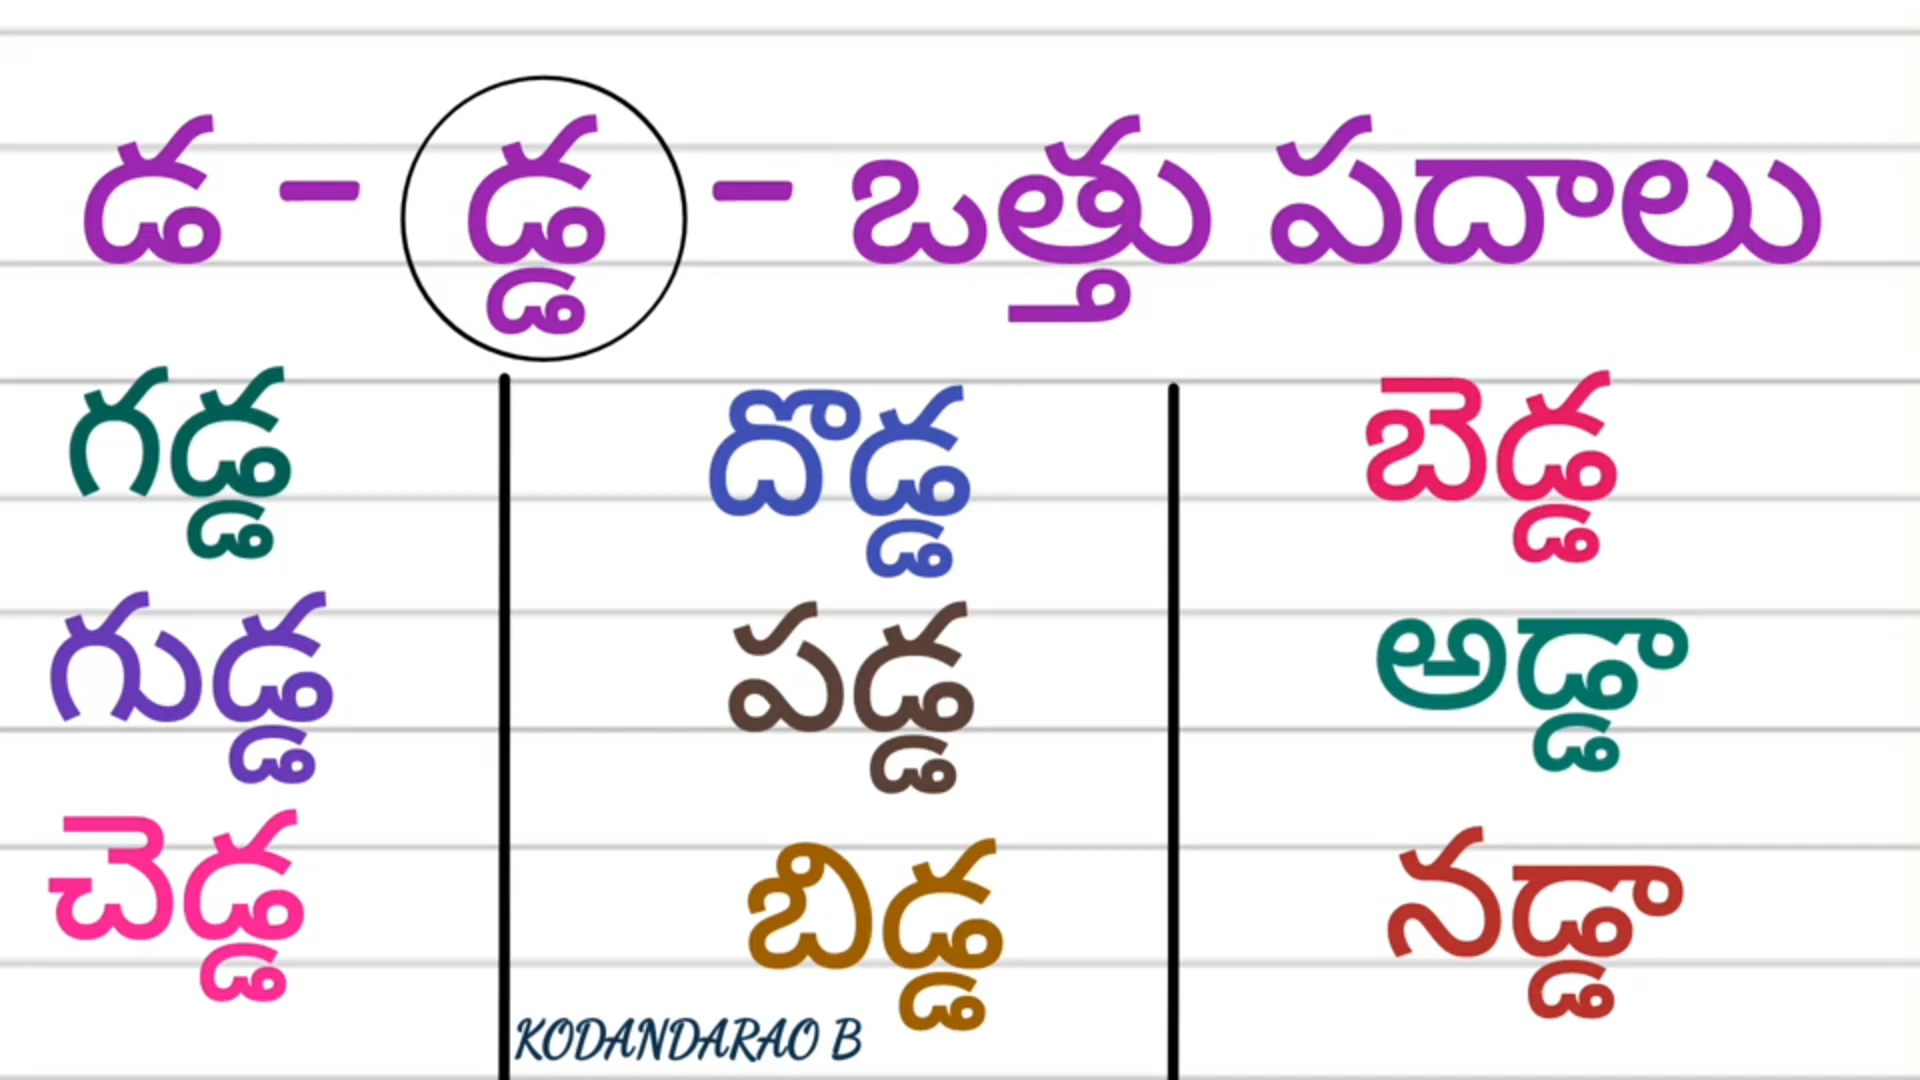 డ - డ్డ - ఒత్తు పదాలు
గడ్డ దొడ్డ బెడ్డ
గుడ్డ పడ్డ అడ్డా
చెడ్డ బిడ్డ నడ్డా
KODANDARAO B